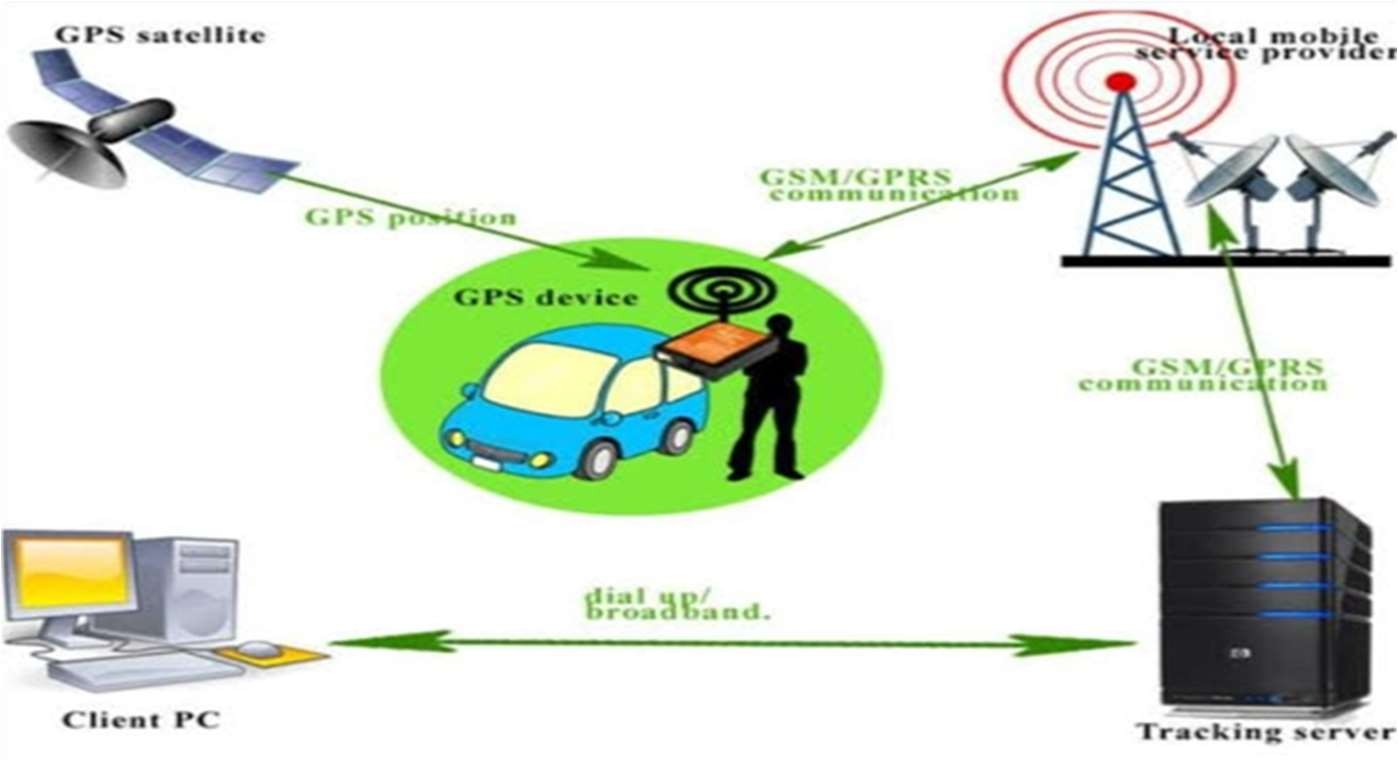 GPS satellite
Local mobile
service provider
GPS position
GSM/GPRS
communication
GPS device
GSM/GPRS
communication
dial up/
broadband.
Client PC
Tracking server